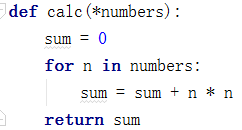 def calc(*numbers):
    sum = 0
    for n in numbers:
        sum = sum + n * n
    return sum